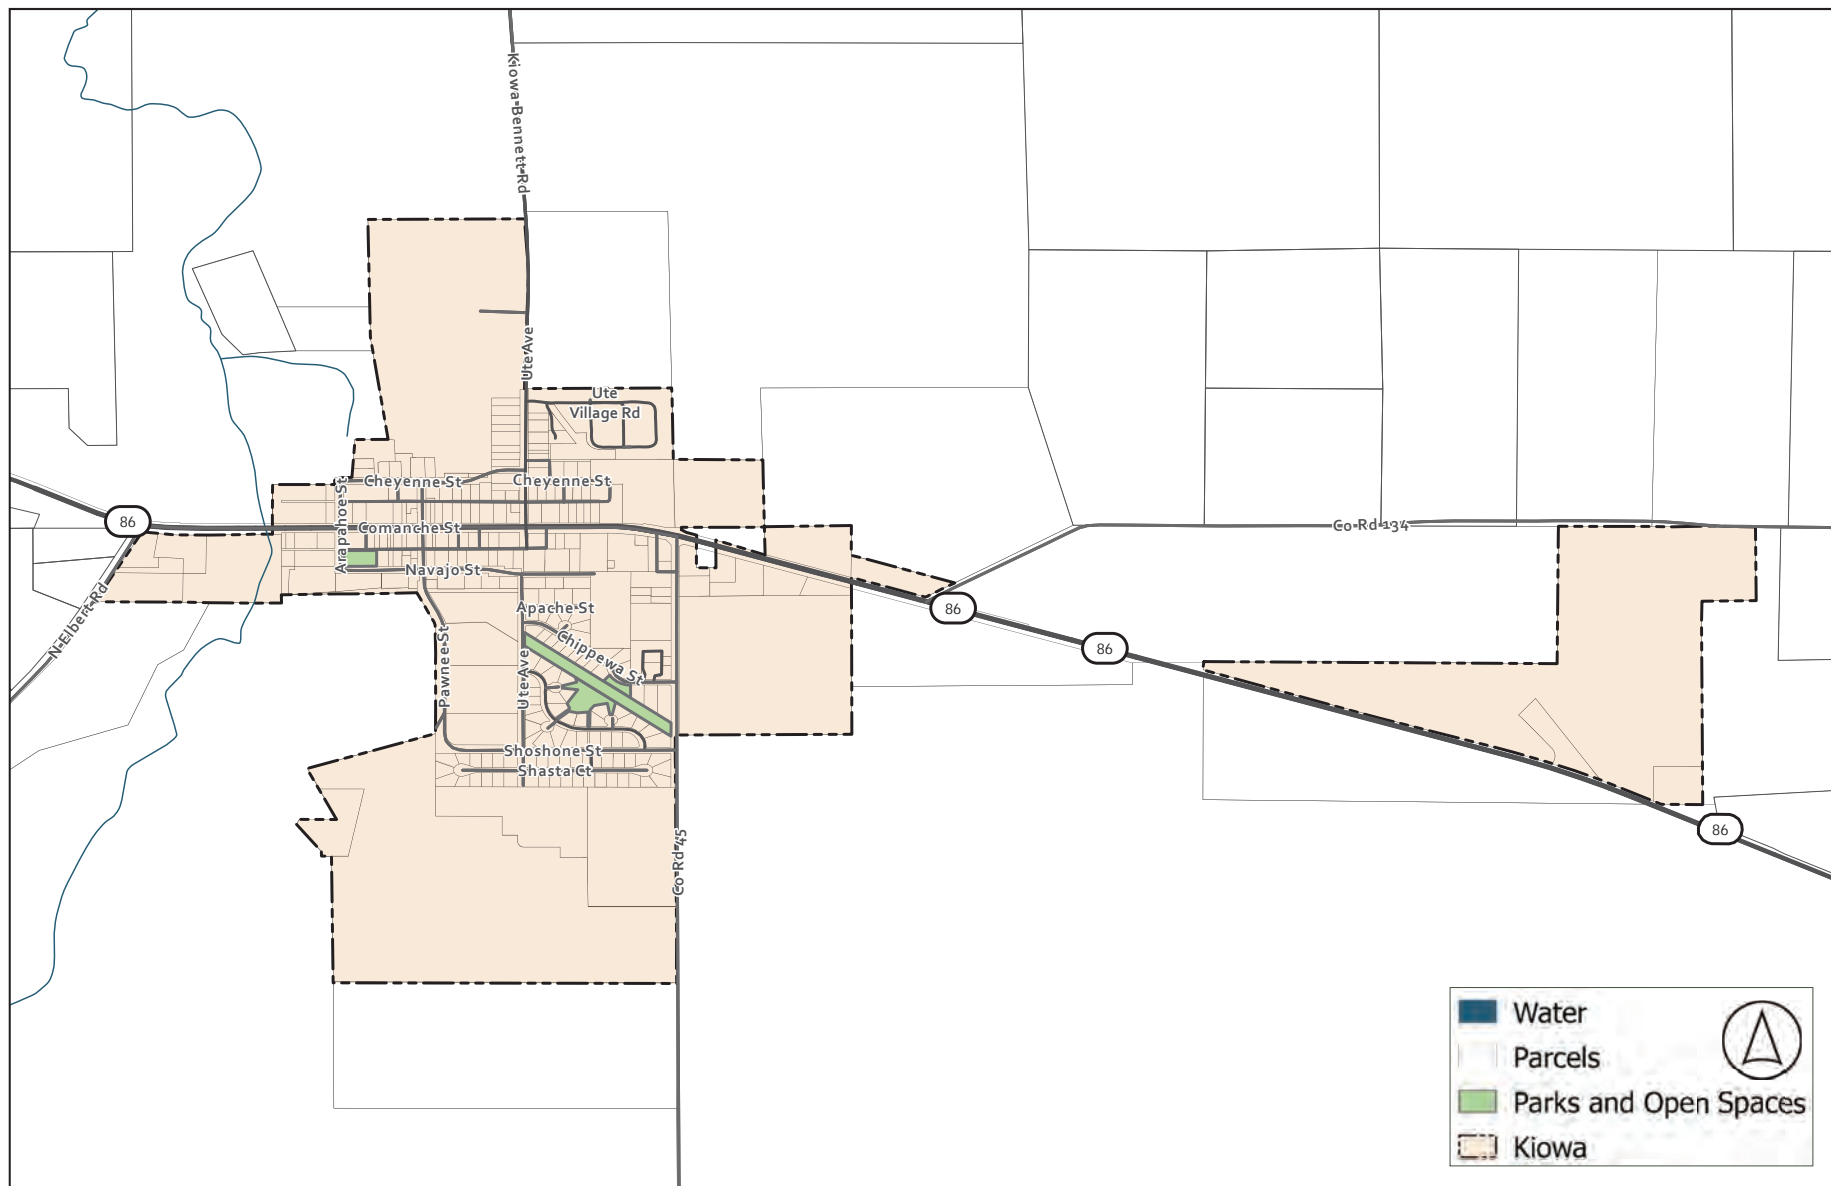 Kiowa-Bennett Rd
Ute Ave
Ute
Village Rd
Cheyenne St
Cheyenne St
Arapahoe St
86
Comanche St
Co Rd 134
Navajo St
N Elbert Rd
Apache St
86
Chippewa St
86
Pawnee St
Ute Ave
Shoshone St
Shasta Ct
86
Co Rd 45
Water
Parcels
Parks and Open Spaces
Kiowa